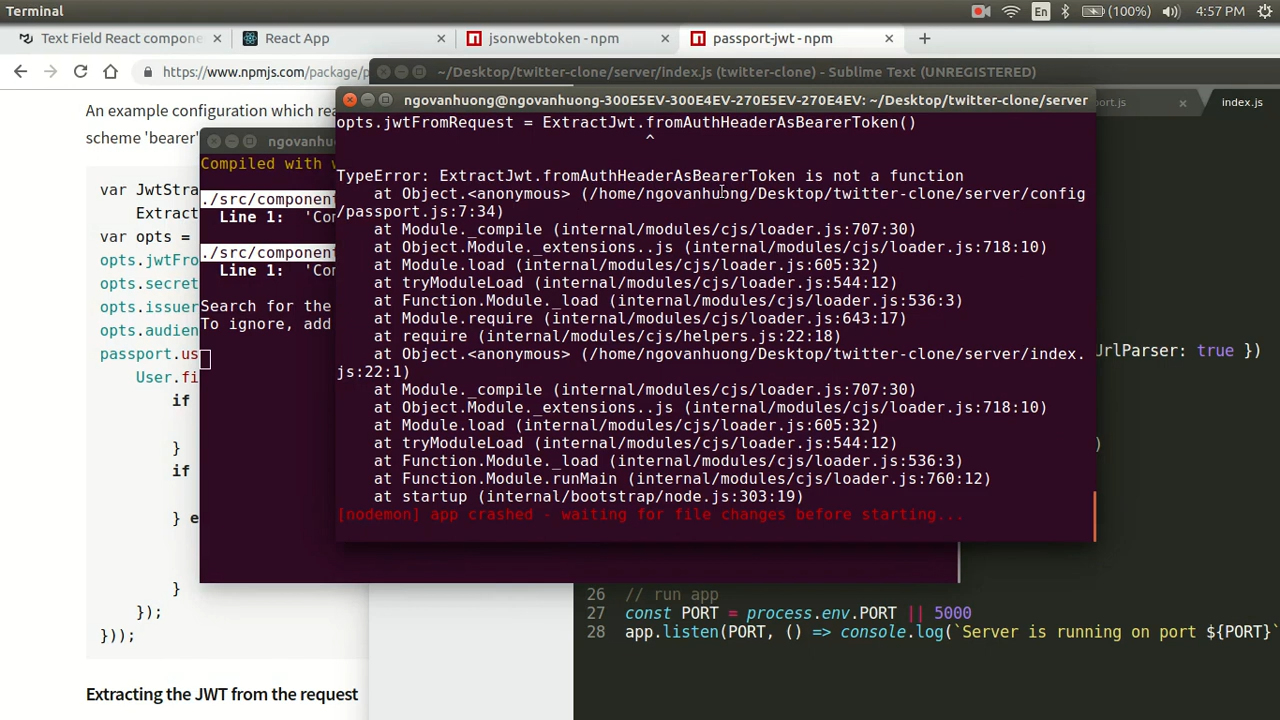 Terminal
En
(100%)
4:57 PM
Text Field React compone
React App
jsonwebtoken - npm
passport-jwt - npm
https://www.npmjs.com/package/p
~/Desktop/twitter-clone/server/index.js (twitter-clone) - Sublime Text (UNREGISTERED)
ngovanhuong@ngovanhuong-300E5EV-300E4EV-270E5EV-270E4EV: ~/Desktop/twitter-clone/server
port.js
index.js
An example configuration which rea
scheme 'bearer'
var JwtStra
Extrac
var opts =
opts.jwtFro
opts.secret
opts.issuer
opts.audien
passport.us
User.fi
if
}
if
} e
}
});
}));
Extracting the JWT from the request
ngovanhu
Compiled with w
./src/component
Line 1: 'Com
./src/component
Line 1: 'Com
Search for the
To ignore, add
opts.jwtFromRequest = ExtractJwt.fromAuthHeaderAsBearerToken()
^
TypeError: ExtractJwt.fromAuthHeaderAsBearerToken is not a function
at Object.<anonymous> (/home/ngovanhuong/Desktop/twitter-clone/server/config
/passport.js:7:34)
at Module._compile (internal/modules/cjs/loader.js:707:30)
at Object.Module._extensions..js (internal/modules/cjs/loader.js:718:10)
at Module.load (internal/modules/cjs/loader.js:605:32)
at tryModuleLoad (internal/modules/cjs/loader.js:544:12)
at Function.Module._load (internal/modules/cjs/loader.js:536:3)
at Module.require (internal/modules/cjs/loader.js:643:17)
at require (internal/modules/cjs/helpers.js:22:18)
at Object.<anonymous> (/home/ngovanhuong/Desktop/twitter-clone/server/index.
js:22:1)
at Module._compile (internal/modules/cjs/loader.js:707:30)
at Object.Module._extensions..js (internal/modules/cjs/loader.js:718:10)
at Module.load (internal/modules/cjs/loader.js:605:32)
at tryModuleLoad (internal/modules/cjs/loader.js:544:12)
at Function.Module._load (internal/modules/cjs/loader.js:536:3)
at Function.Module.runMain (internal/modules/cjs/loader.js:760:12)
at startup (internal/bootstrap/node.js:303:19)
[nodemon] app crashed - waiting for file changes before starting...
UrlParser: true })
)
26 // run app
27 const PORT = process.env.PORT || 5000
28 app.listen(PORT, () => console.log(`Server is running on port ${PORT}`